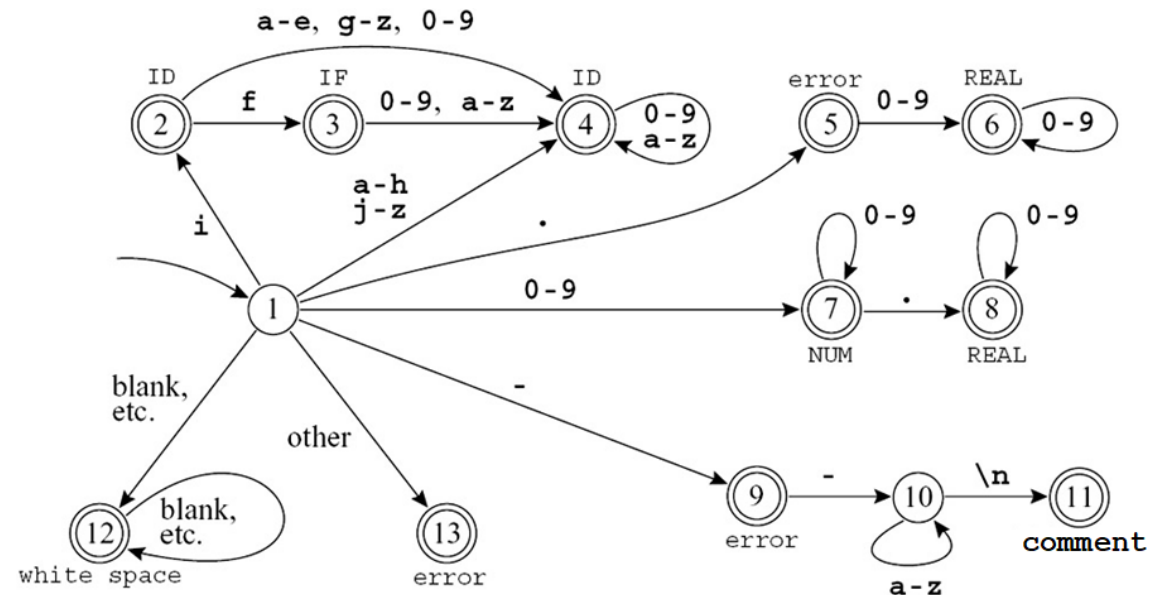 a-e, g-z, 0-9
ID
IF
ID
error
REAL
2
f
3
0-9, a-z
4
0-9
a-z
5
0-9
6
0-9
a-h
j-z
i
.
0-9
0-9
1
0-9
7
.
8
NUM
REAL
blank,
etc.
-
other
12
blank,
etc.
13
9
-
10
\n
11
white space
error
error
comment
a-z